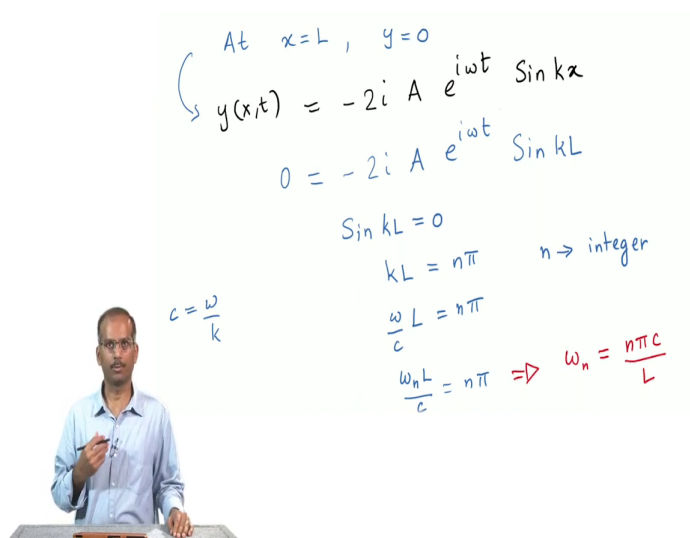 At x=L, y=0
y(x,t) = -2i A e^{iωt} Sin kx
0 = -2i A e^{iωt} Sin kL
Sin kL = 0
kL = nπ n → integer
c = ω/k ω/c L = nπ
ω_n L/c = nπ ⇒ ω_n = nπc/L